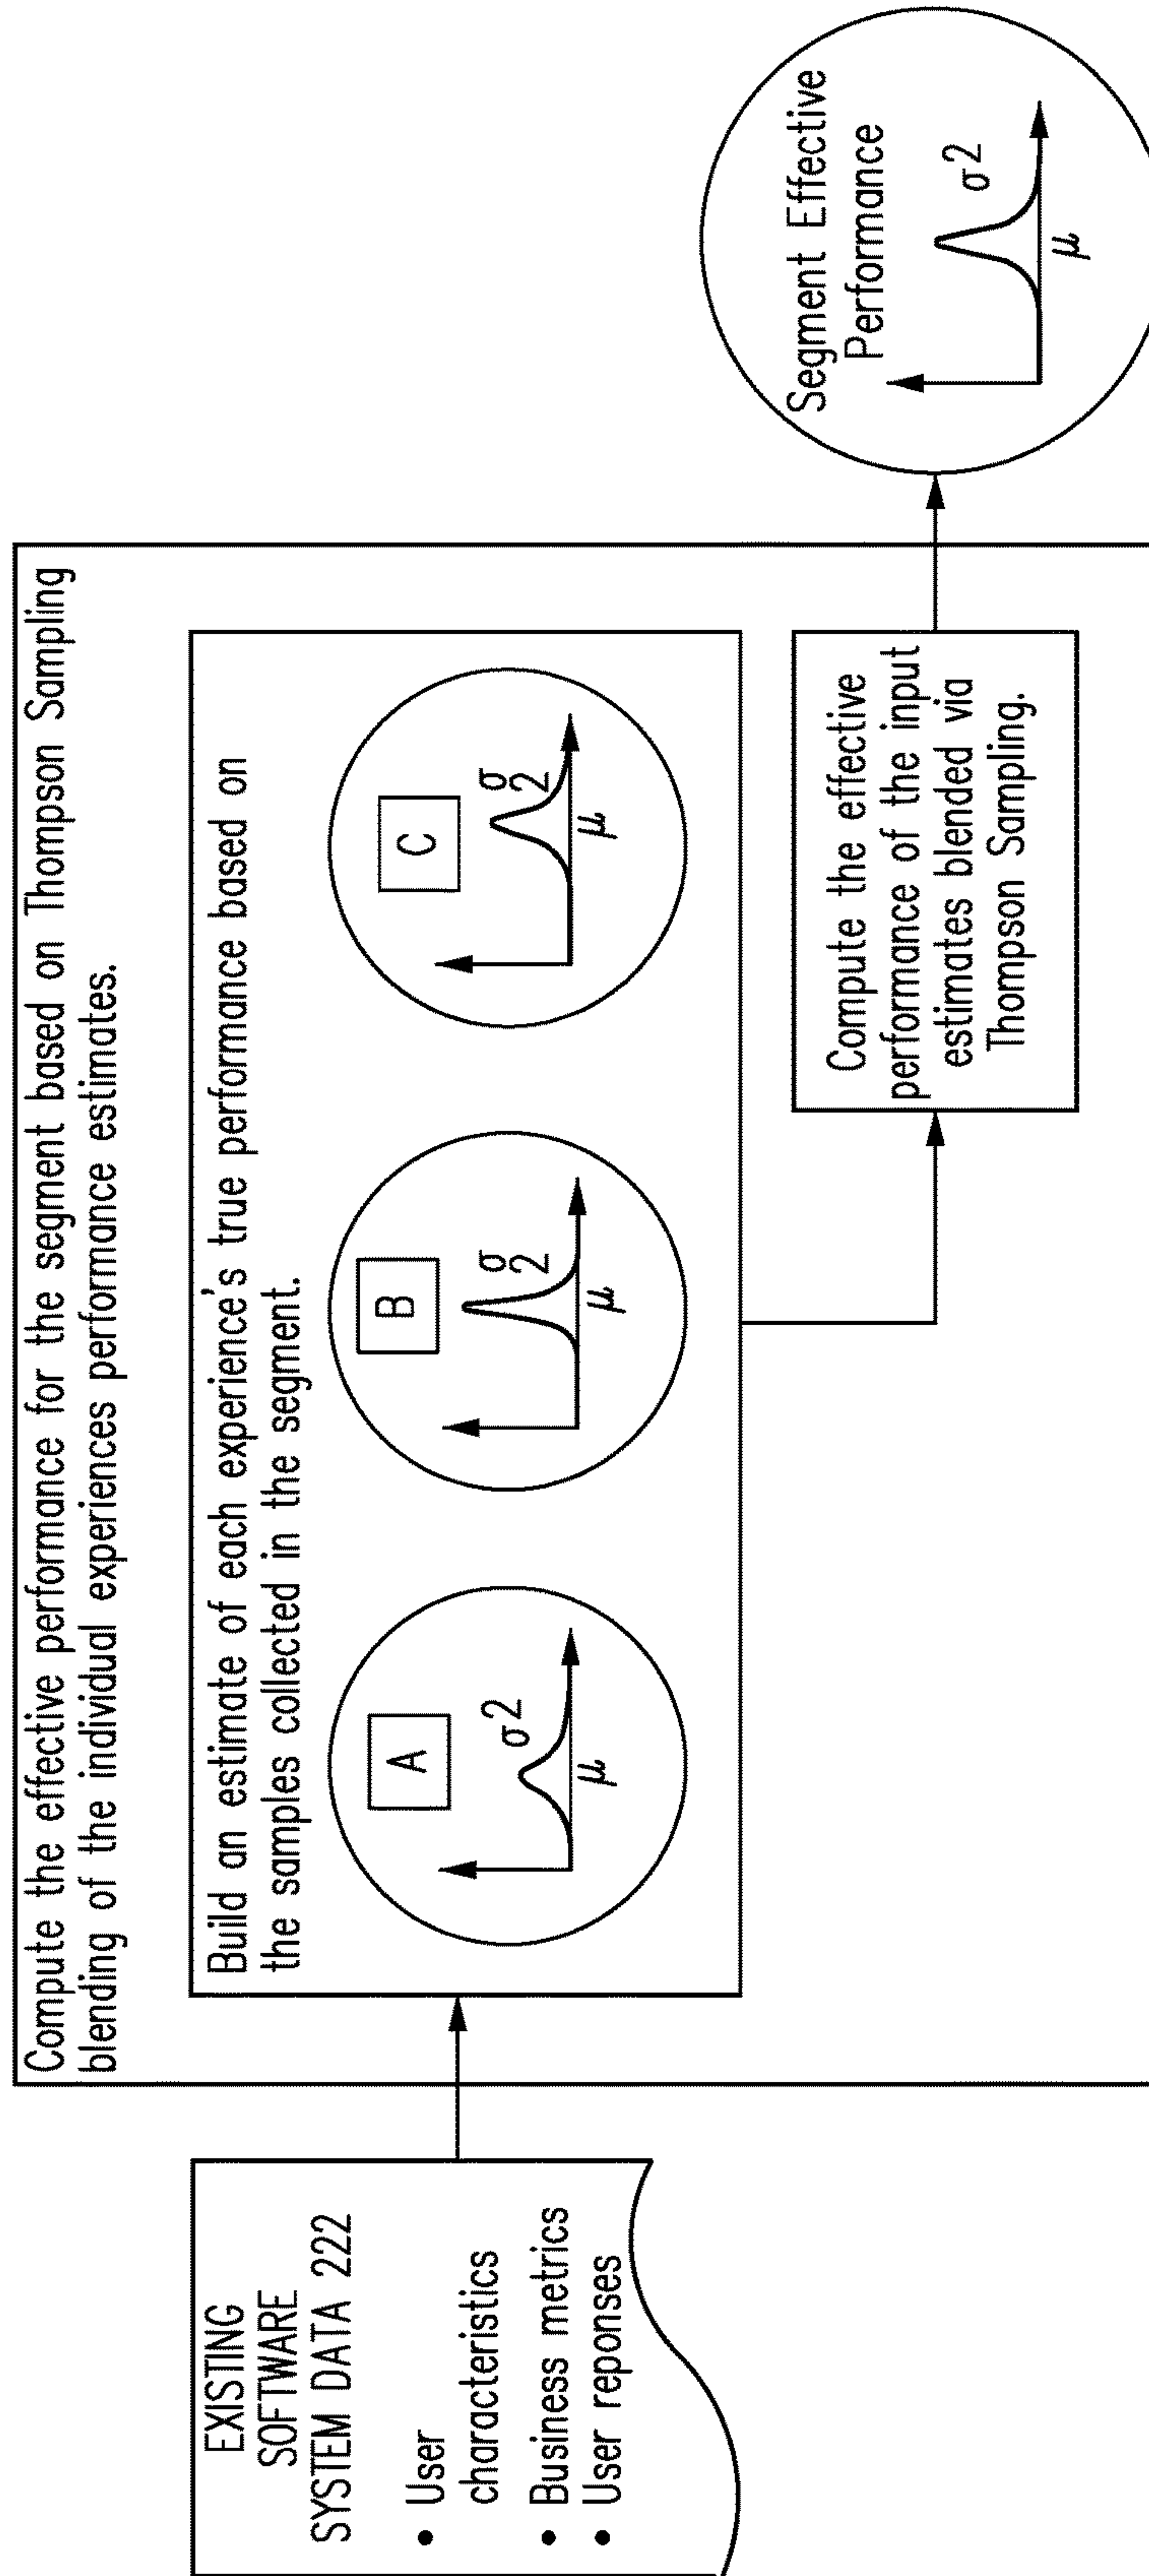 Compute the effective performance for the segment based on Thompson Sampling
blending of the individual experiences performance estimates.
EXISTING
SOFTWARE
SYSTEM DATA 222
• User
characteristics
• Business metrics
• User reponses
Build an estimate of each experience's true performance based on
the samples collected in the segment.
A
σ2
μ
B
σ
2
μ
C
σ
2
μ
Compute the effective
performance of the input
estimates blended via
Thompson Sampling.
Segment Effective
Performance
σ2
μ